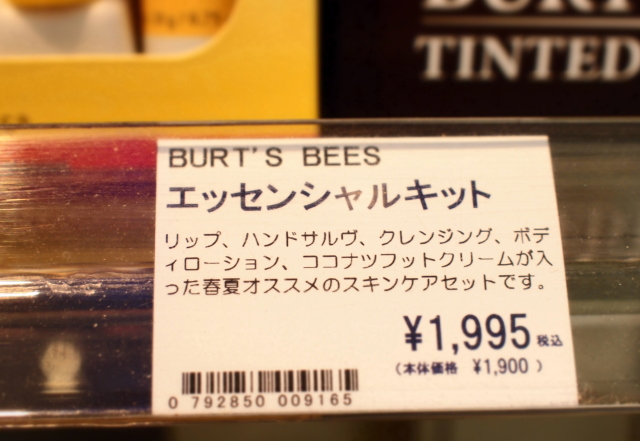 TINTED
BURT'S BEES
エッセンシャルキット
リップ、ハンドサルヴ、クレンジング、ボデ
ィローション、ココナツフットクリームが入
った春夏オススメのスキンケアセットです。
¥1,995 税込
(本体価格 ¥1,900 )
0 792850 009165